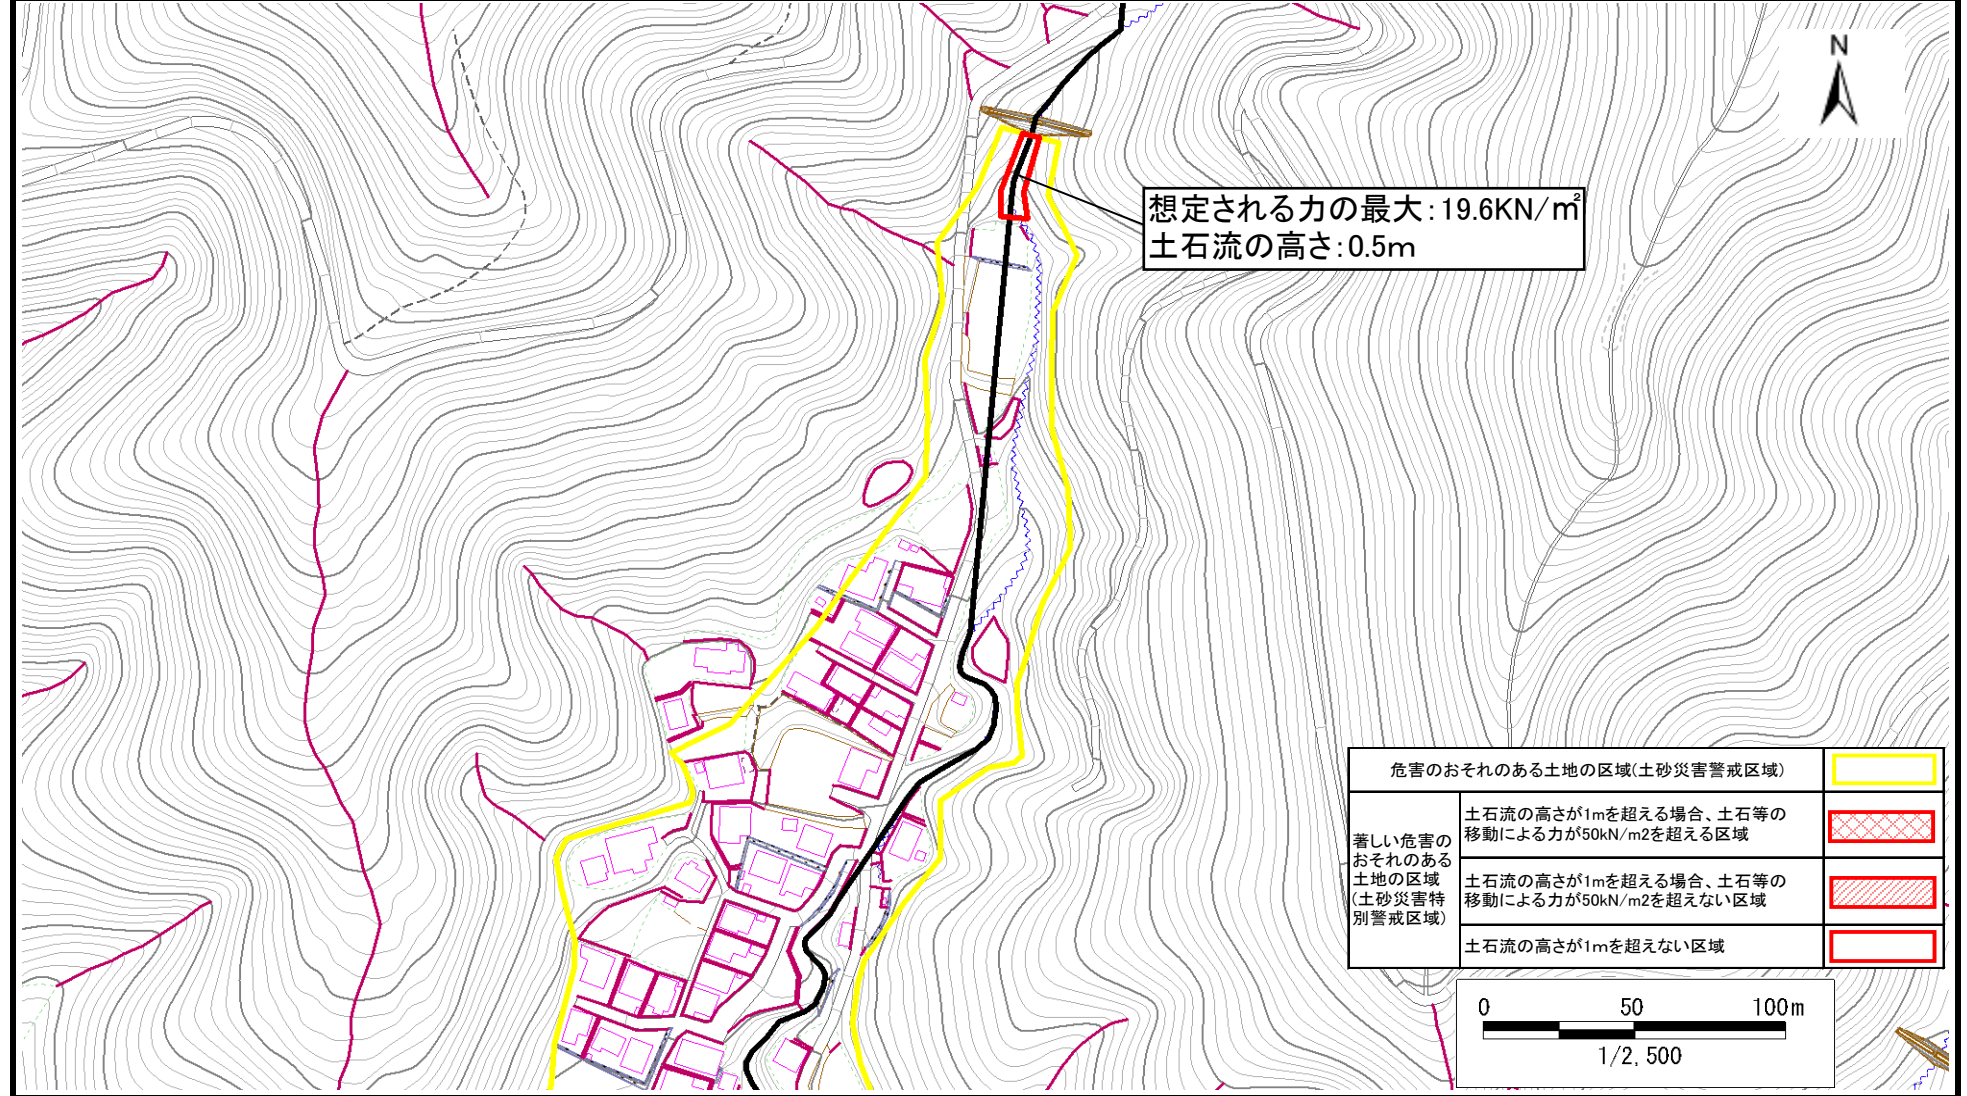 N
想定される力の最大:19.6KN/㎡
土石流の高さ:0.5m
危害のおそれのある土地の区域(土砂災害警戒区域)
著しい危害の
おそれのある
土地の区域
(土砂災害特
別警戒区域)
土石流の高さが1mを超える場合、土石等の
移動による力が50kN/m2を超える区域
土石流の高さが1mを超える場合、土石等の
移動による力が50kN/m2を超えない区域
土石流の高さが1mを超えない区域
0 50 100m
1/2,500